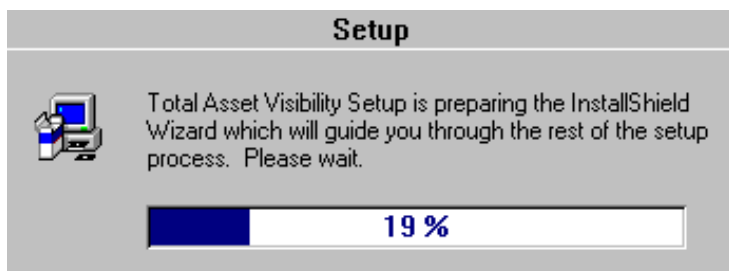 Setup
Total Asset Visibility Setup is preparing the InstallShield
Wizard which will guide you through the rest of the setup
process.  Please wait.
19 %